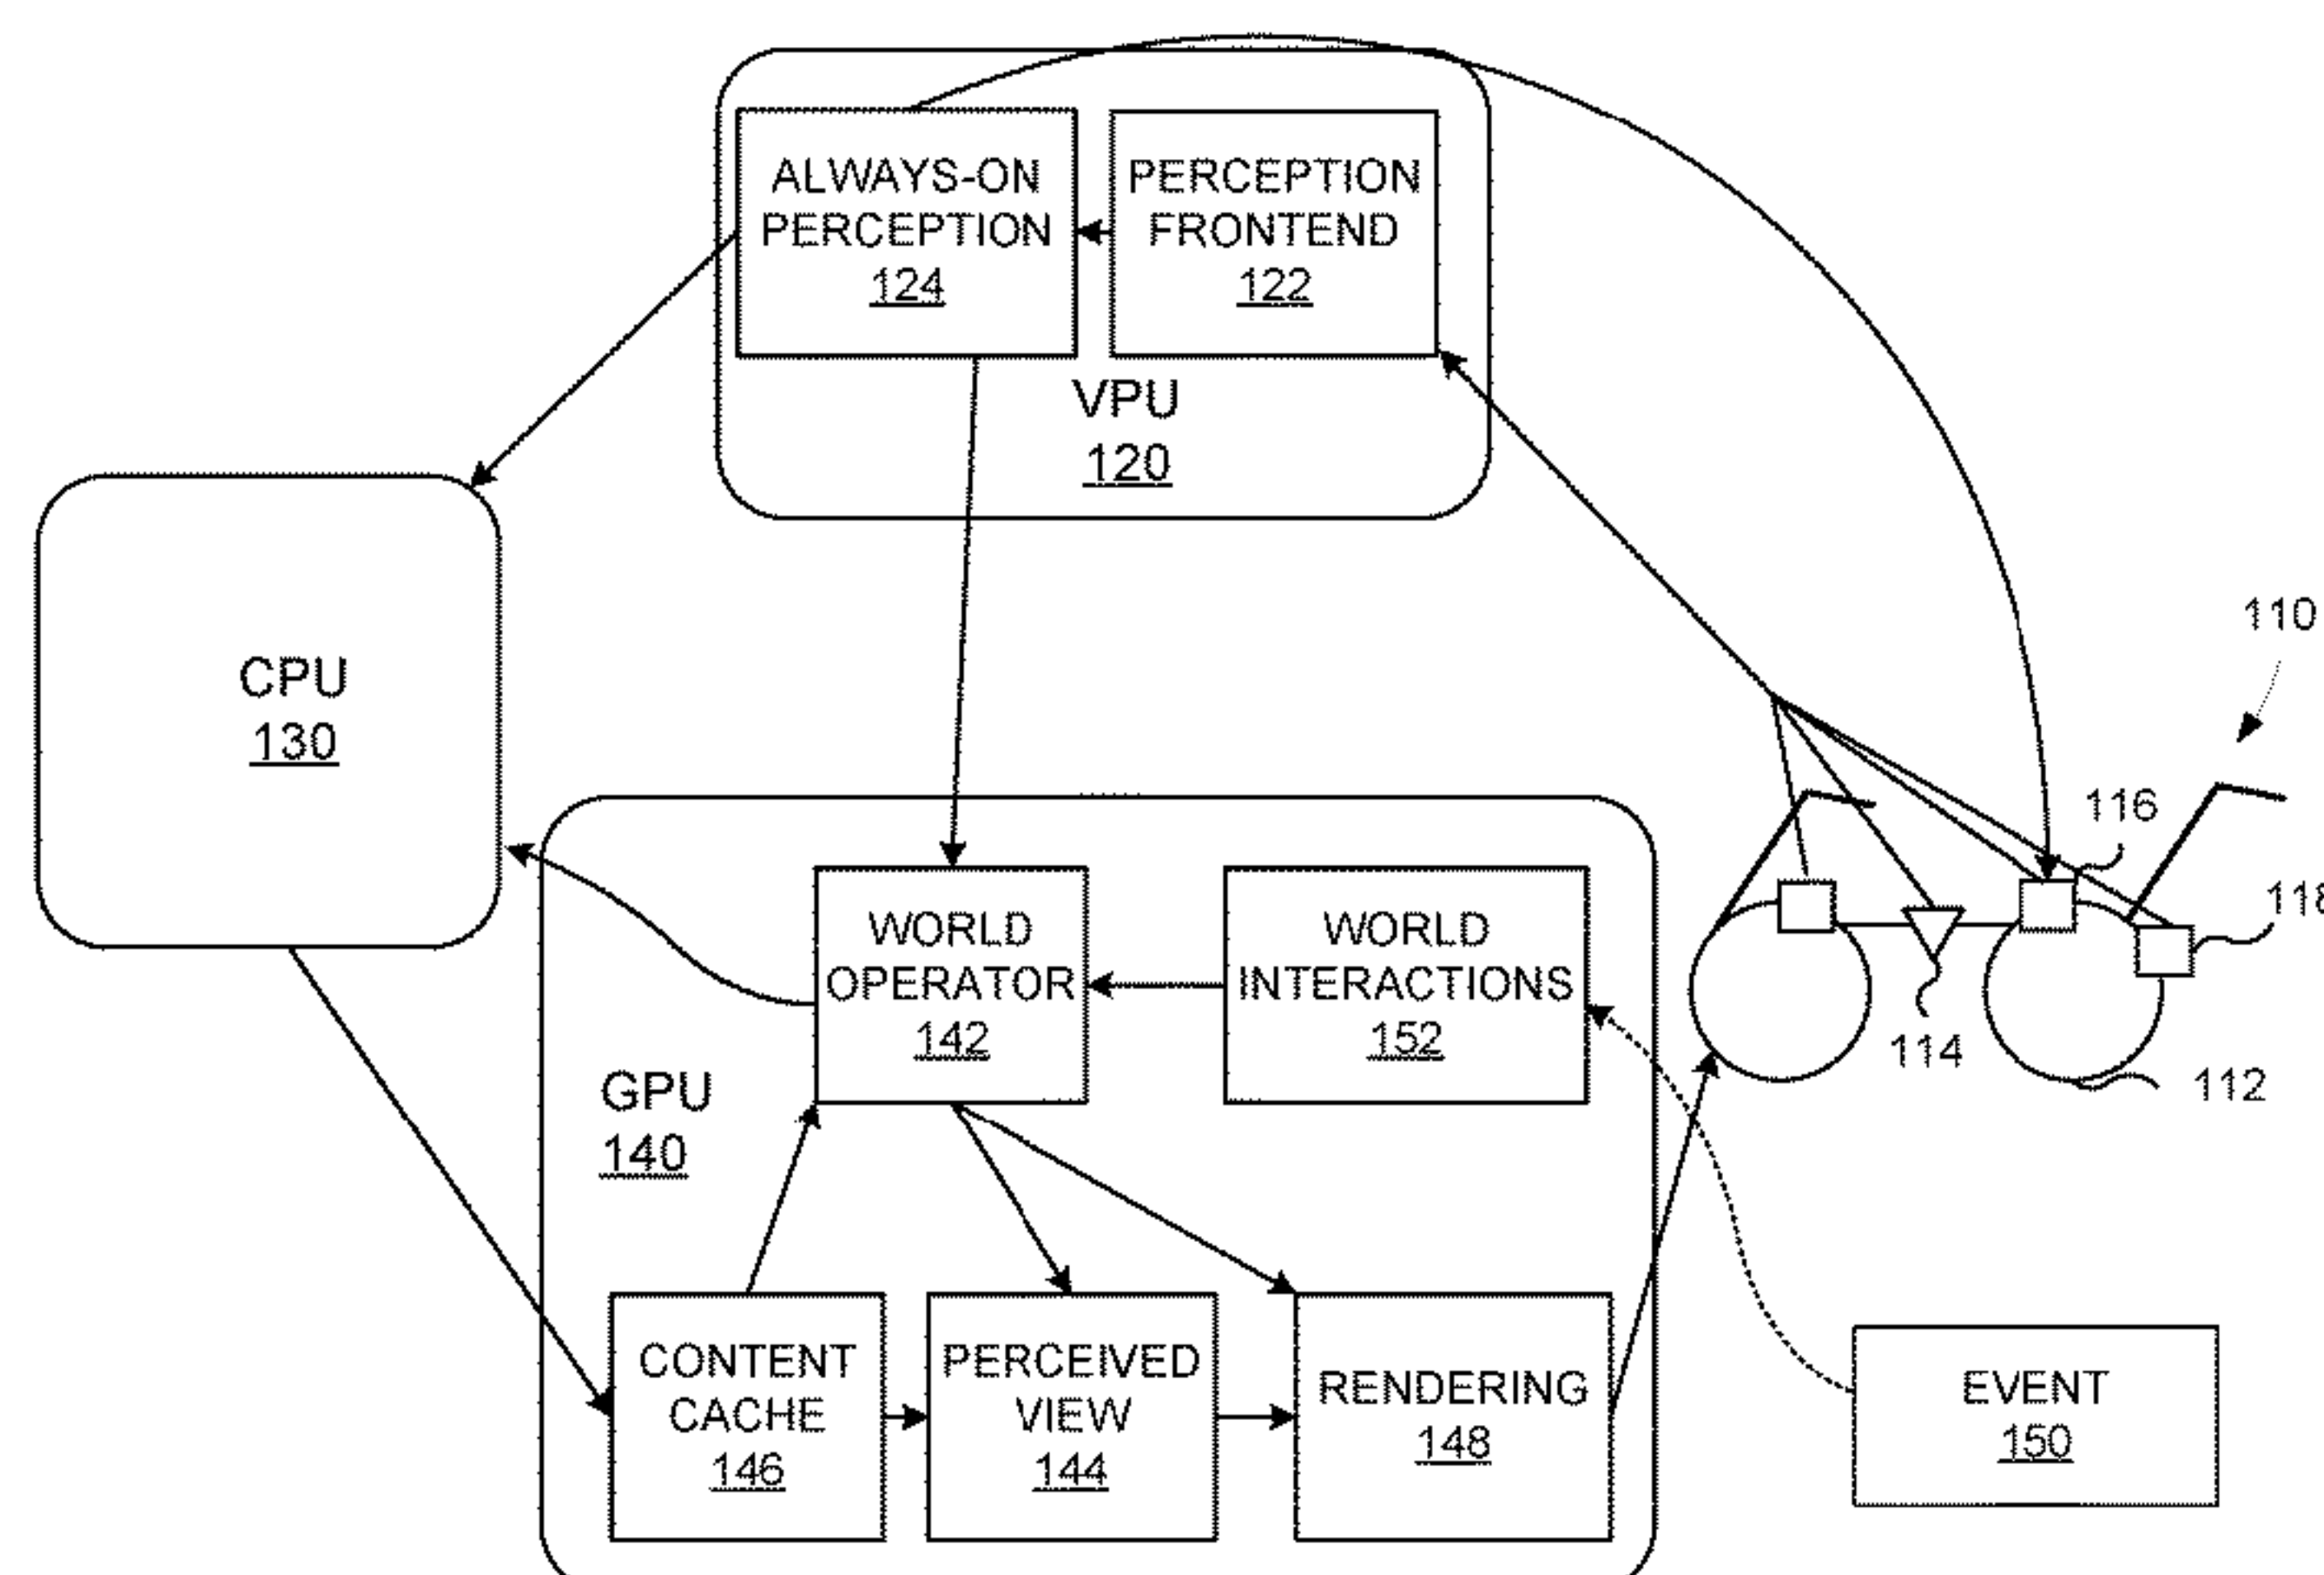 ALWAYS-ON
PERCEPTION
124
PERCEPTION
FRONTEND
122
VPU
120
CPU
130
110
116
118
114
112
WORLD
OPERATOR
142
WORLD
INTERACTIONS
152
GPU
140
CONTENT
CACHE
146
PERCEIVED
VIEW
144
RENDERING
148
EVENT
150